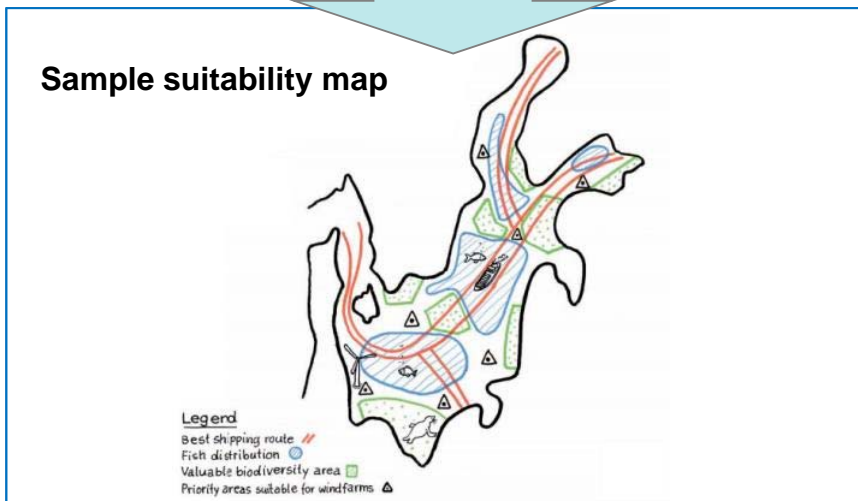 Sample suitability map
Legend
Best shipping route
Fish distribution
Valuable biodiversity area
Priority areas suitable for windfarms